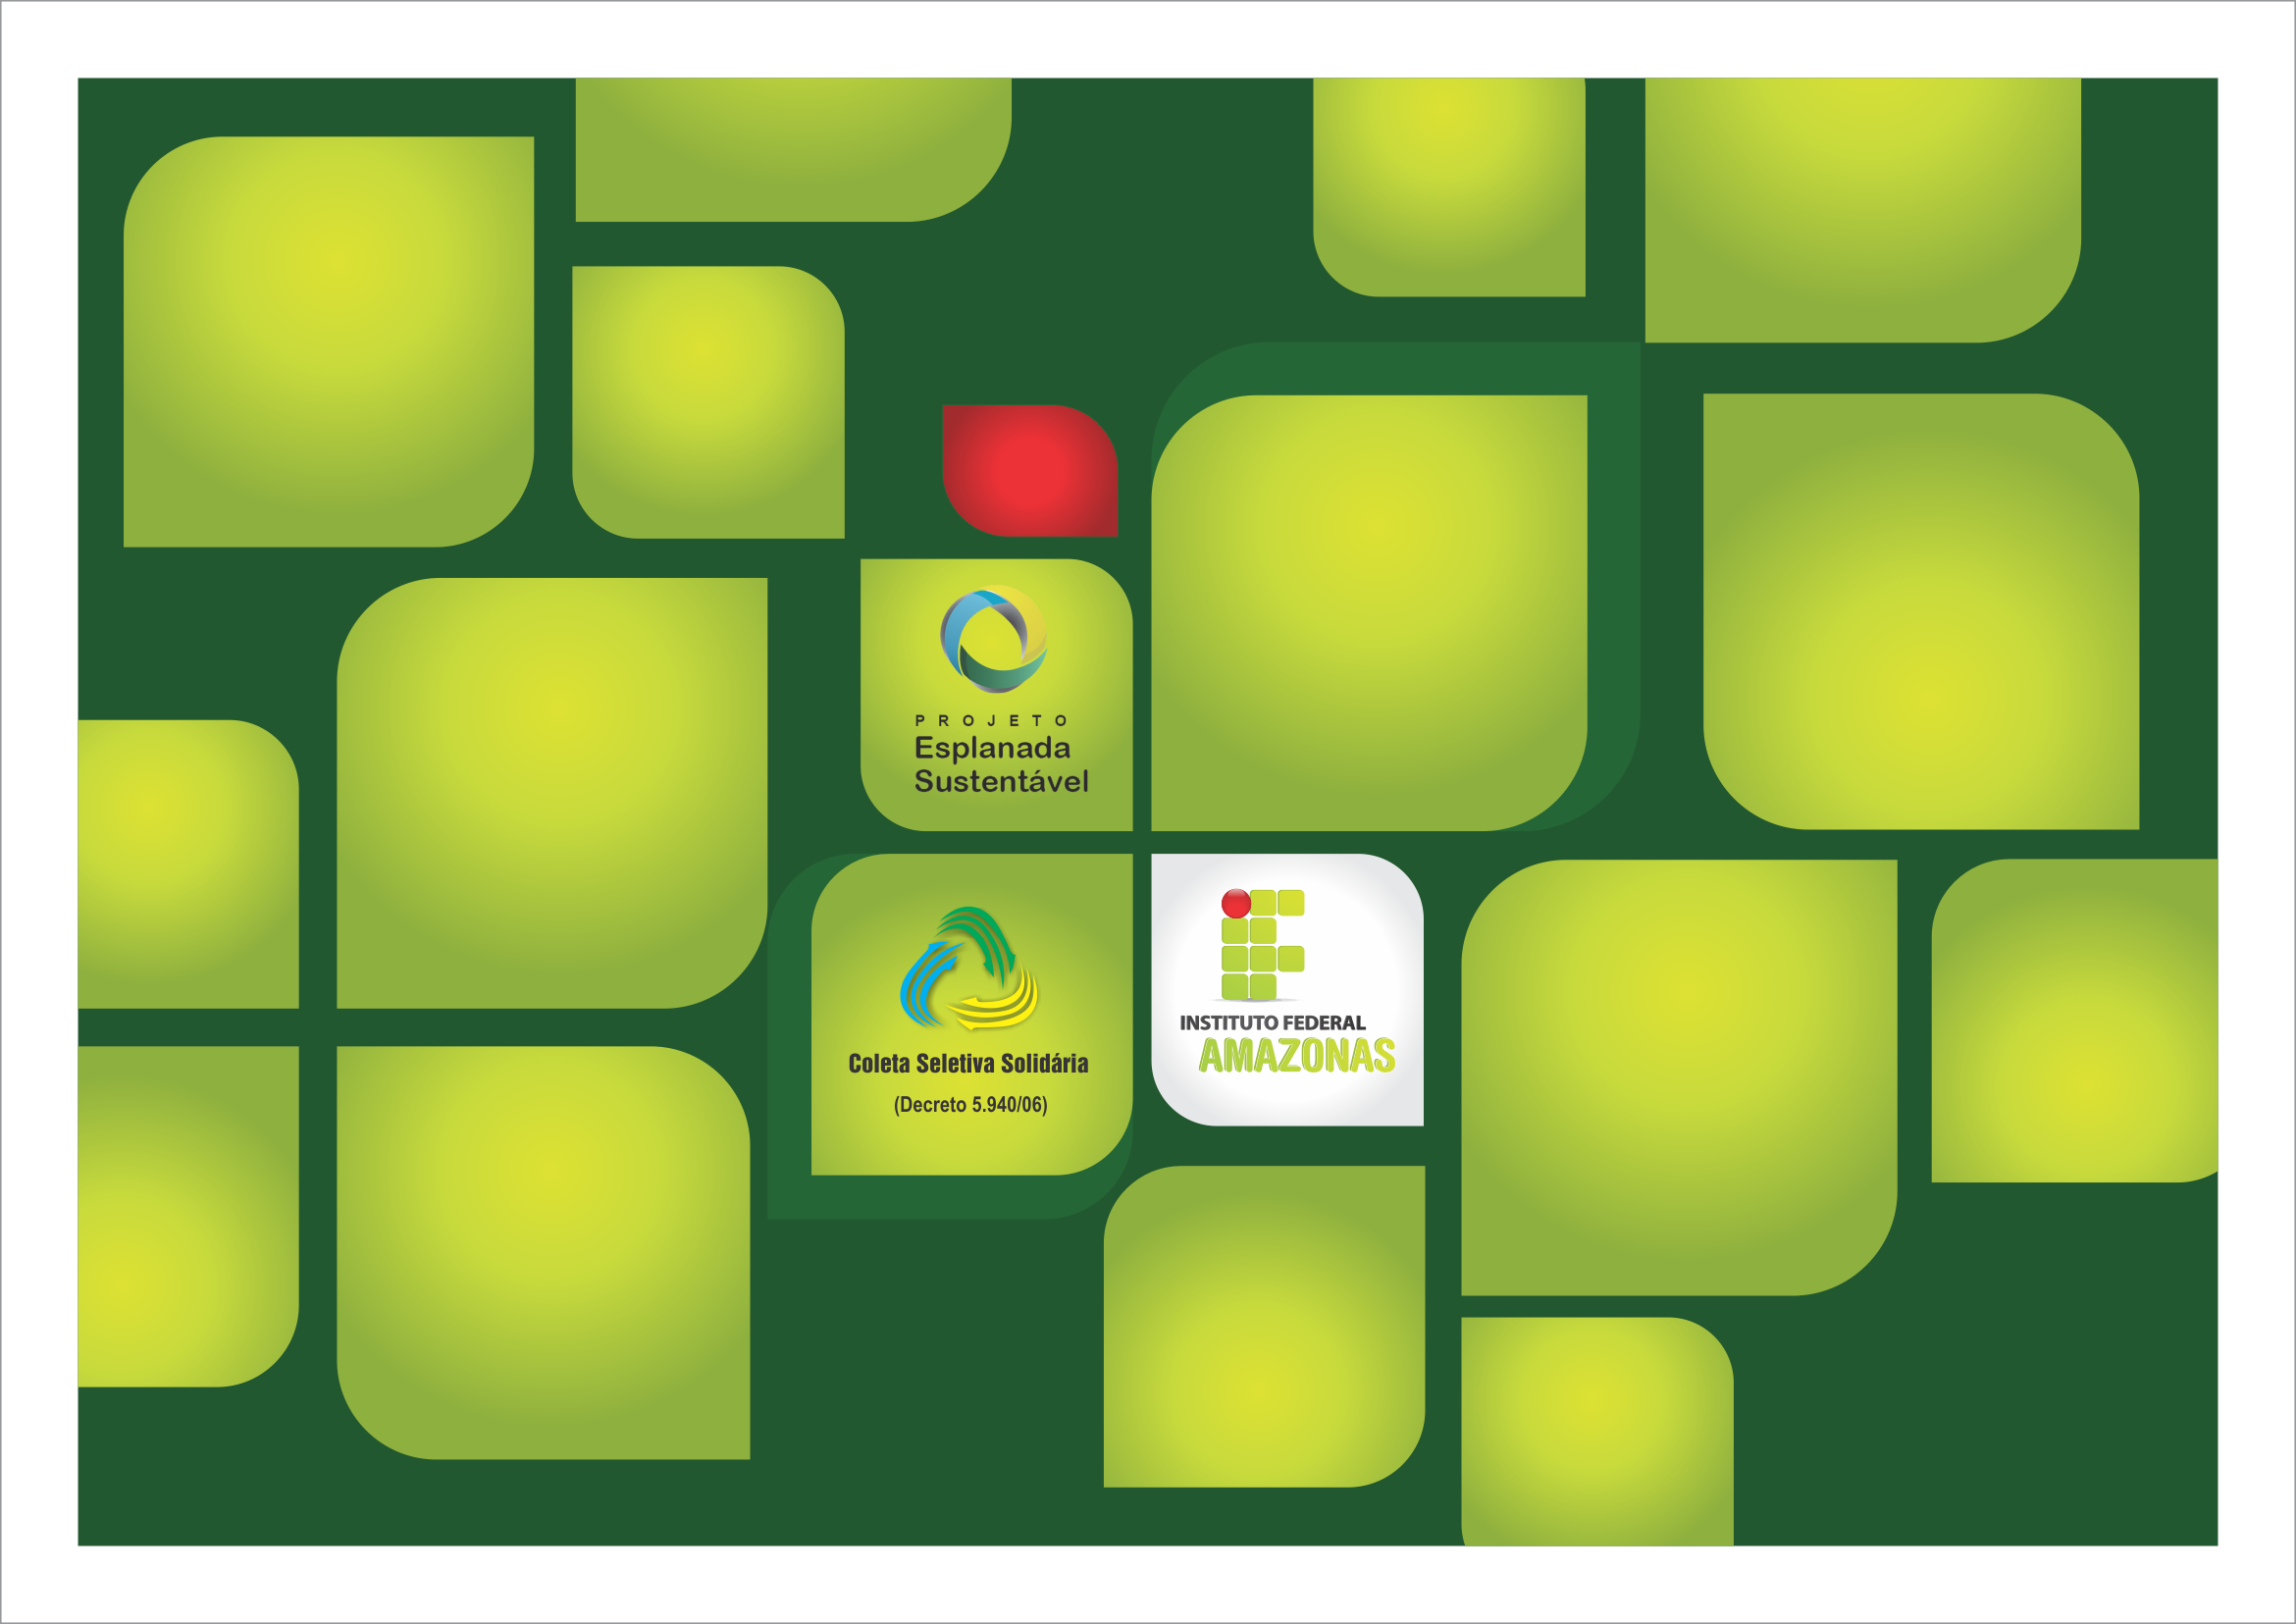 PROJETO
Esplanada
Sustentável
Coleta Seletiva Solidária
(Decreto 5.940/06)
INSTITUTO FEDERAL
AMAZONAS